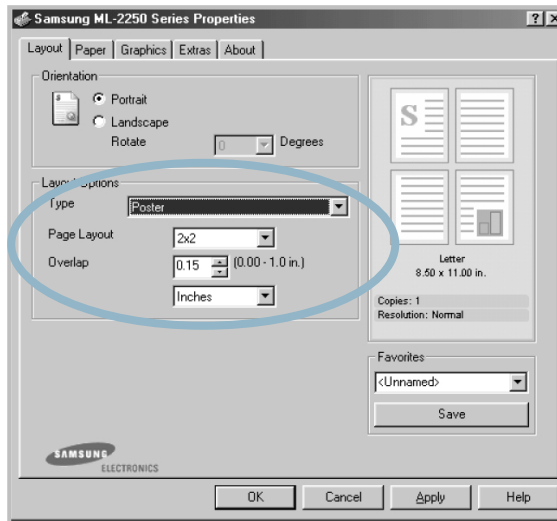 Samsung ML-2250 Series Properties
Layout Paper Graphics Extras About
Orientation
Portrait
Landscape
Rotate 0 Degrees
Layout Options
Type Poster
Page Layout 2x2
Overlap 0.15 (0.00 - 1.0 in.)
Inches
S
Letter
8.50 x 11.00 in.
Copies: 1
Resolution: Normal
Favorites
<Unnamed>
Save
SAMSUNG
ELECTRONICS
OK Cancel Apply Help